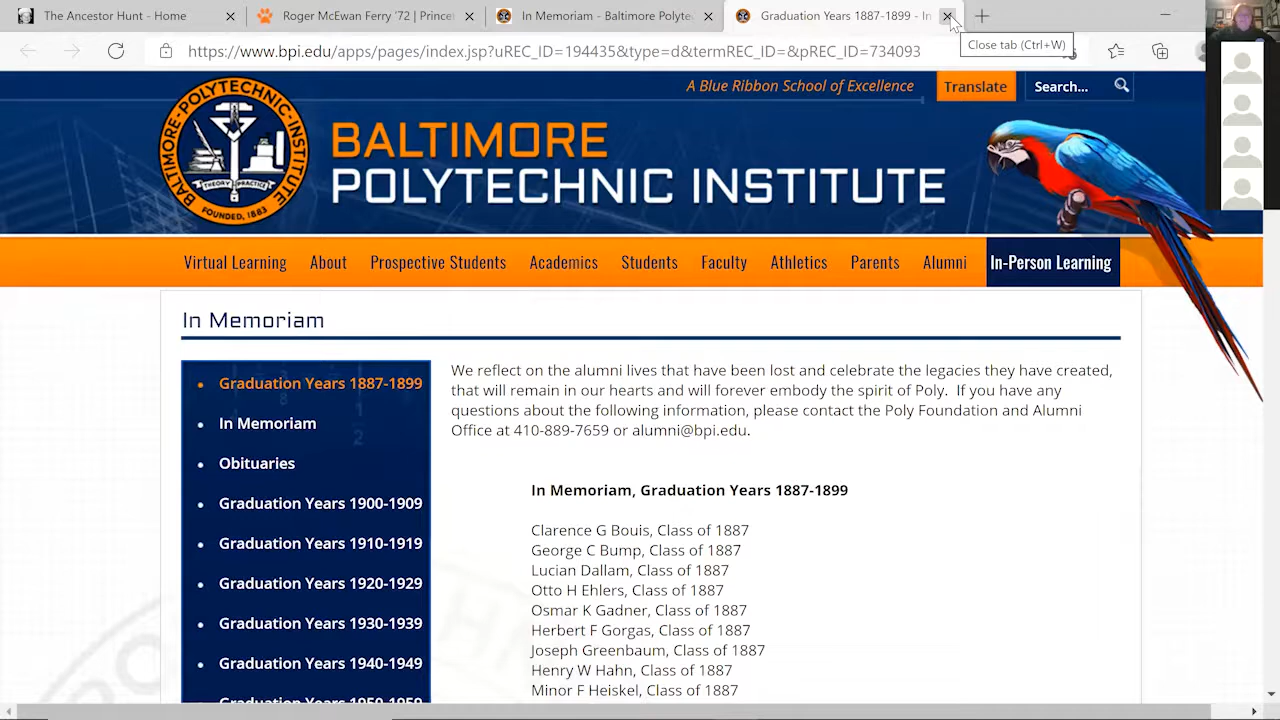 The Ancestor Hunt - Home
Roger McEwan Ferry '72 | Princet
In Memoriam - Baltimore Polytec
Graduation Years 1887-1899 - In
Close tab (Ctrl+W)
https://www.bpi.edu/apps/pages/index.jsp?uREC_ID=194435&type=d&termREC_ID=&pREC_ID=734093
A Blue Ribbon School of Excellence
Translate
Search...
BALTIMORE POLYTECHNIC INSTITUTE
THEORY PRACTICE
FOUNDED, 1883
BALTIMORE
POLYTECHNIC INSTITUTE
Virtual Learning About Prospective Students Academics Students Faculty Athletics Parents Alumni In-Person Learning
In Memoriam
Graduation Years 1887-1899
In Memoriam
Obituaries
Graduation Years 1900-1909
Graduation Years 1910-1919
Graduation Years 1920-1929
Graduation Years 1930-1939
Graduation Years 1940-1949
Graduation Years 1950-1959
We reflect on the alumni lives that have been lost and celebrate the legacies they have created,
that will remain in our hearts and will forever embody the spirit of Poly. If you have any
questions about the following information, please contact the Poly Foundation and Alumni
Office at 410-889-7659 or alumni@bpi.edu.
In Memoriam, Graduation Years 1887-1899
Clarence G Bouis, Class of 1887
George C Bump, Class of 1887
Lucian Dallam, Class of 1887
Otto H Ehlers, Class of 1887
Osmar K Gadner, Class of 1887
Herbert F Gorgas, Class of 1887
Joseph Greenbaum, Class of 1887
Henry W Hahn, Class of 1887
Minor F Heiskel, Class of 1887